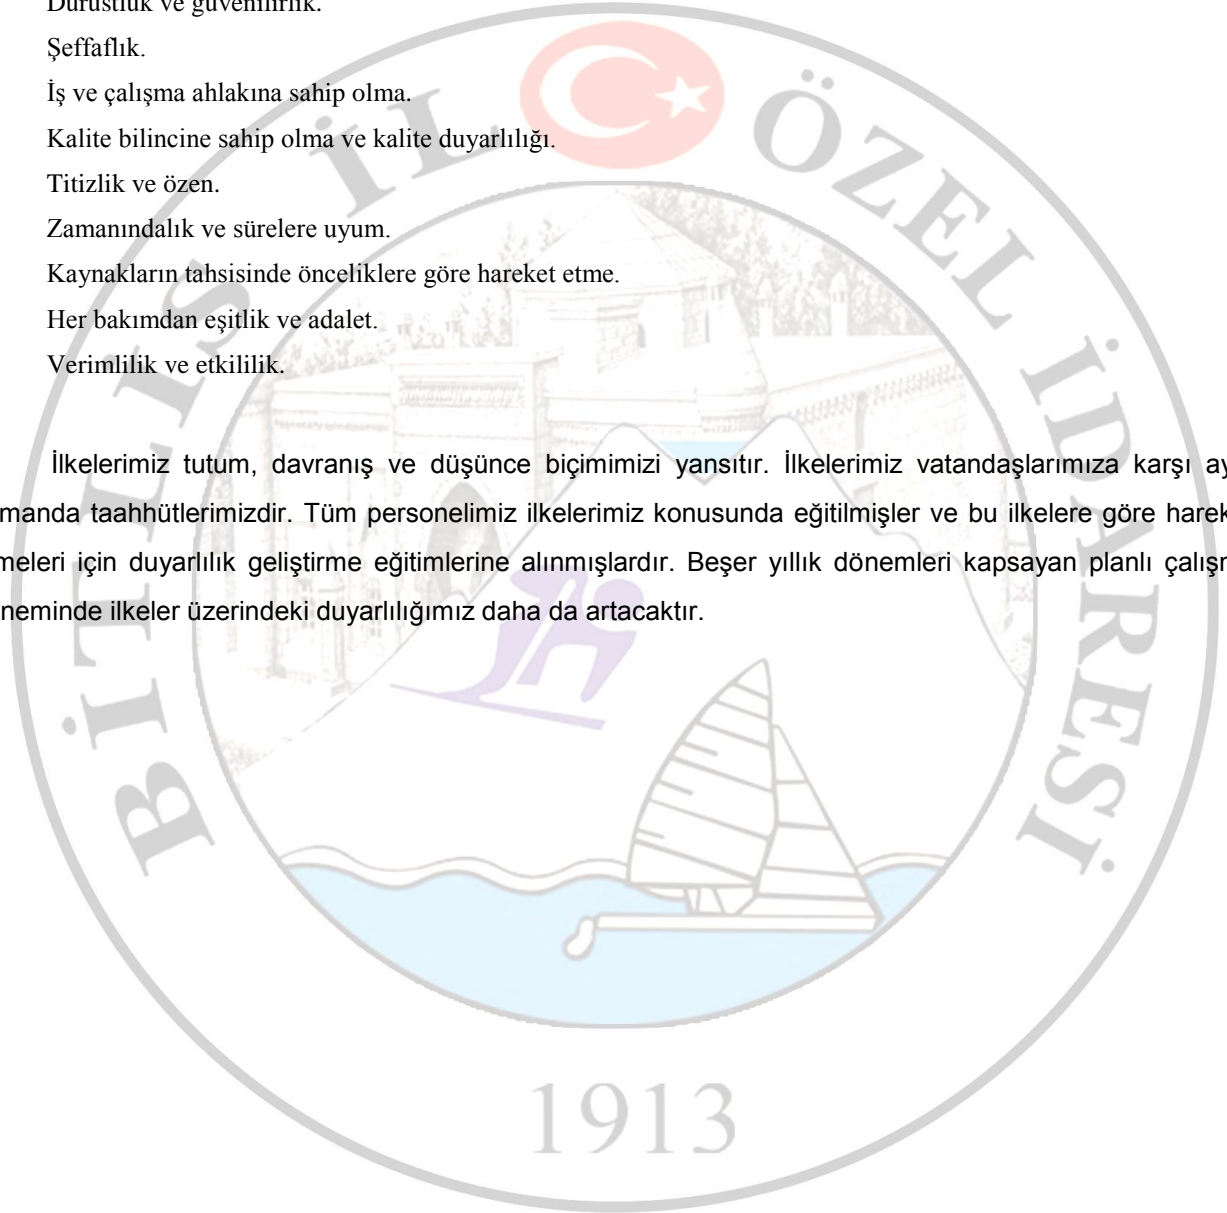 Dürüstlük ve güvenilirlik.
Şeffaflık.
İş ve çalışma ahlakına sahip olma.
Kalite bilincine sahip olma ve kalite duyarlılığı.
Titizlik ve özen.
Zamanındalık ve sürelere uyum.
Kaynakların tahsisinde önceliklere göre hareket etme.
Her bakımdan eşitlik ve adalet.
Verimlilik ve etkililik.
İlkelerimiz tutum, davranış ve düşünce biçimimizi yansıtır. İlkelerimiz vatandaşlarımıza karşı ay
manda taahhütlerimizdir. Tüm personelimiz ilkelerimiz konusunda eğitilmişler ve bu ilkelere göre harek
meleri için duyarlılık geliştirme eğitimlerine alınmışlardır. Beşer yıllık dönemleri kapsayan planlı çalışm
neminde ilkeler üzerindeki duyarlılığımız daha da artacaktır.
BİTLİS İL ÖZEL İDARESİ
1913